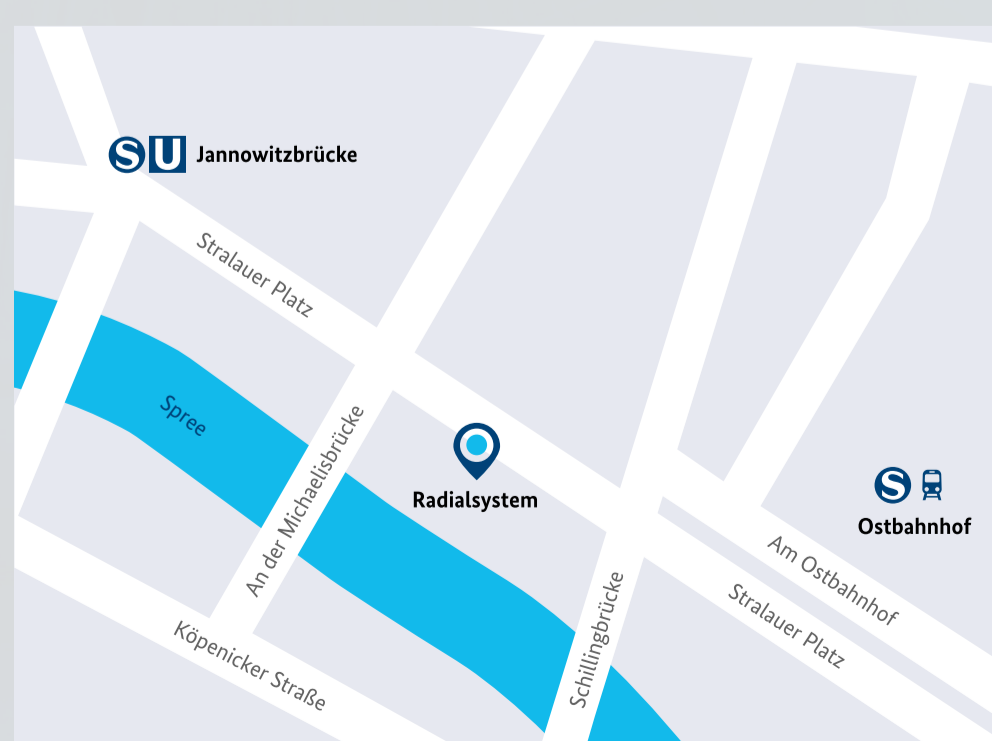 S U Jannowitzbrücke
Stralauer Platz
Spree
An der Michaelisbrücke
Radialsystem
S
Ostbahnhof
Am Ostbahnhof
Stralauer Platz
Schillingbrücke
Köpenicker Straße